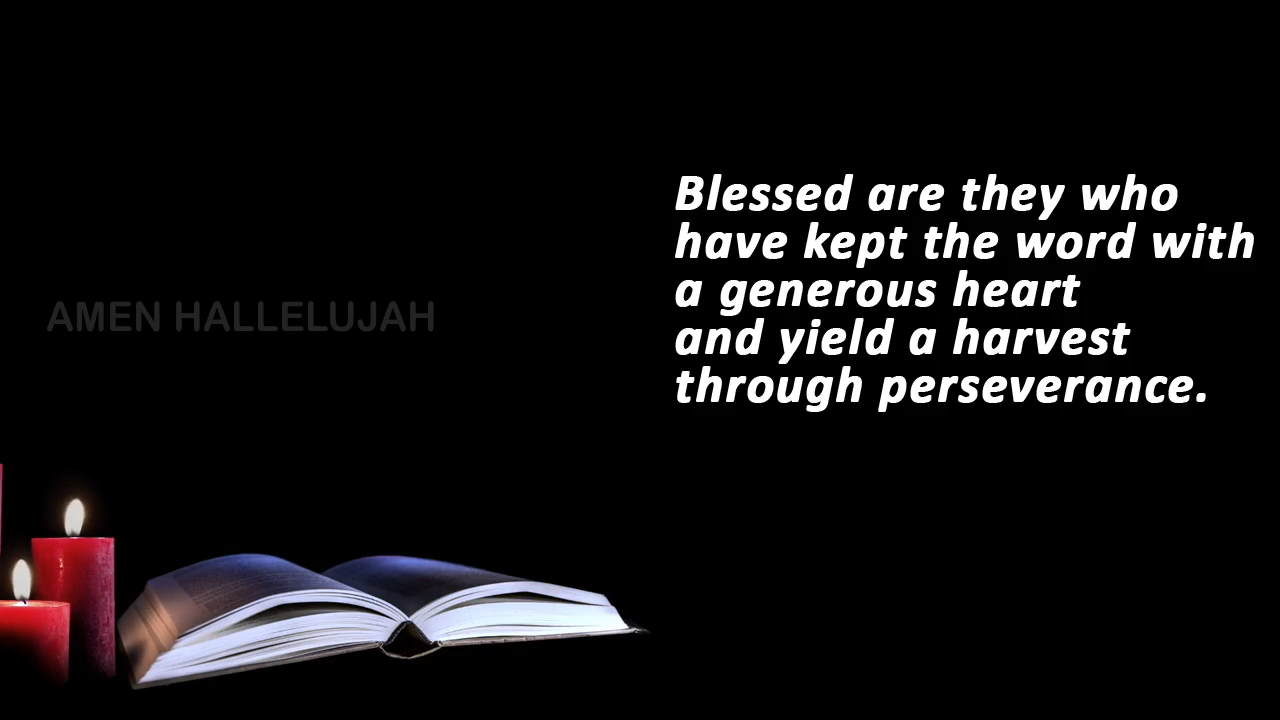 AMEN HALLELUJAH
Blessed are they who
have kept the word with
a generous heart
and yield a harvest
through perseverance.